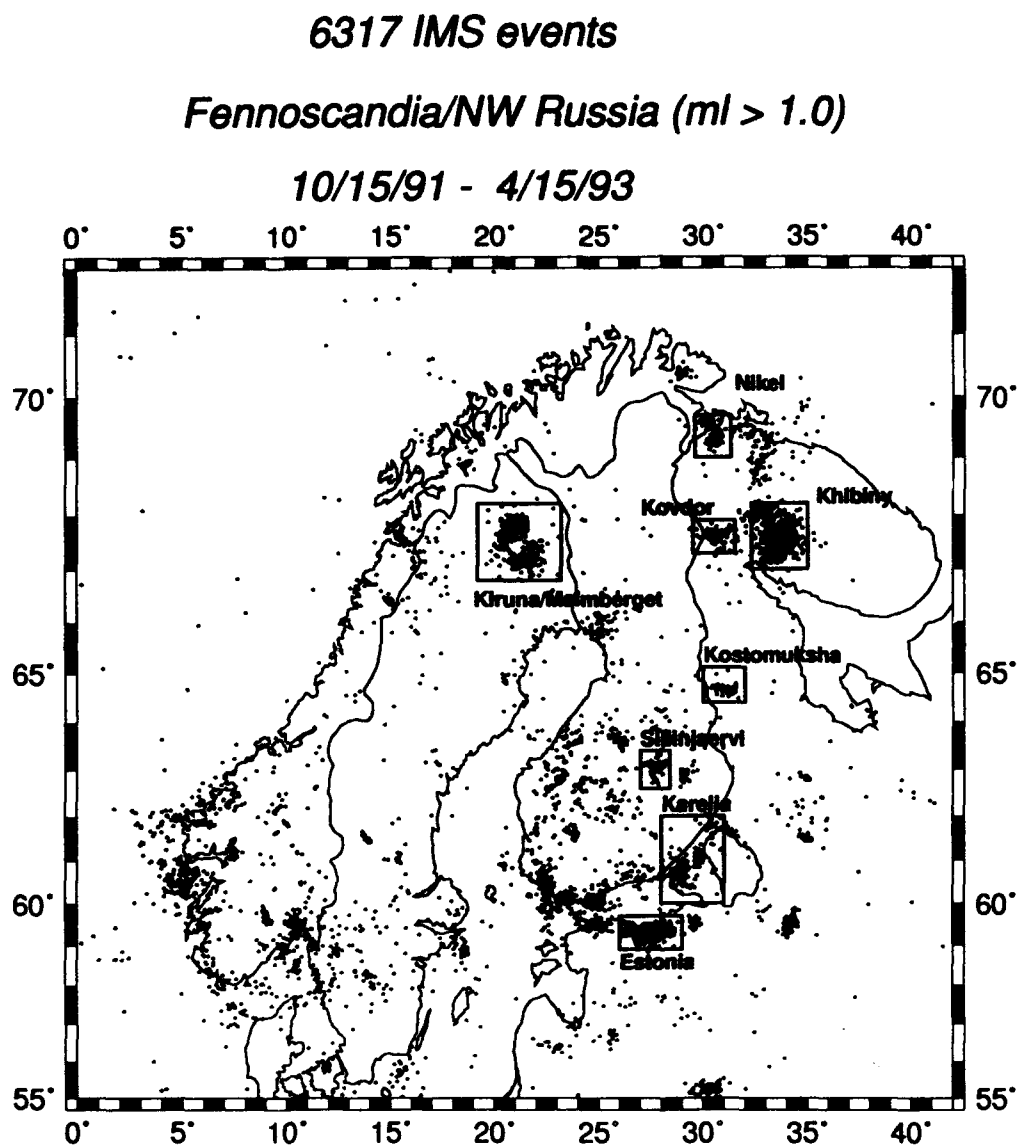 6317 IMS events
Fennoscandia/NW Russia (ml > 1.0)
10/15/91 - 4/15/93
0° 5° 10° 15° 20° 25° 30° 35° 40°
70° Nikel 70°
Kovdor Khibiny
Kiruna/Malmberget
65° Kostomuksha 65°
Siilinjaervi
Karelia
60° 60°
Estonia
55° 55°
0° 5° 10° 15° 20° 25° 30° 35° 40°